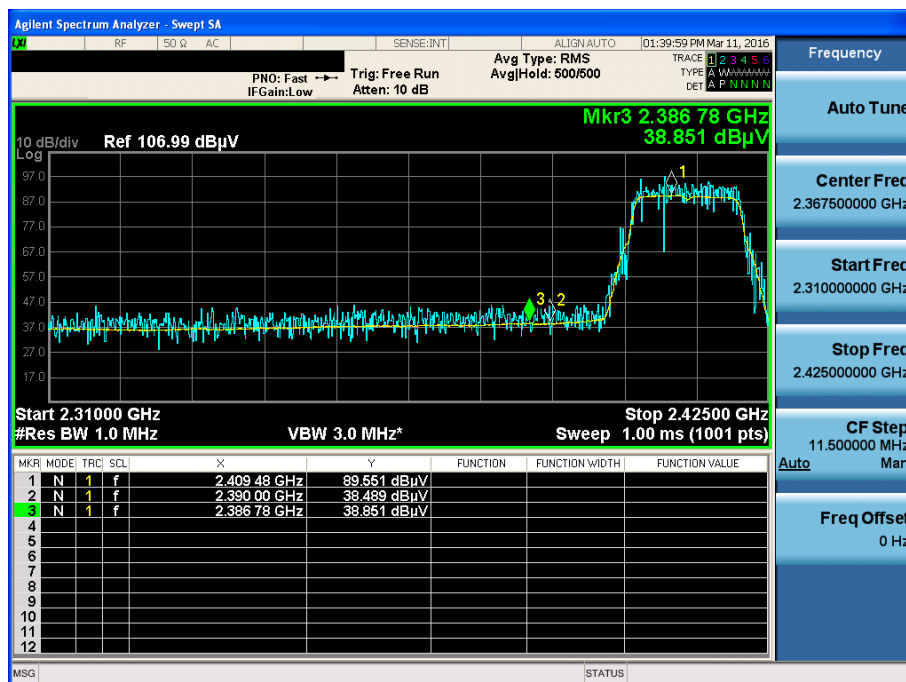 Agilent Spectrum Analyzer - Swept SA
LXI RF 50 Ω AC SENSE:INT ALIGN AUTO 01:39:59 PM Mar 11, 2016
Frequency
PNO: Fast Trig: Free Run Avg Type: RMS TRACE 1 2 3 4 5 6
IFGain:Low Atten: 10 dB Avg|Hold: 500/500 TYPE A WWWWW
DET A P N N N N
Auto Tune
Mkr3 2.386 78 GHz
10 dB/div Ref 106.99 dBµV 38.851 dBµV
Log
97.0
87.0
77.0
67.0
57.0
47.0
37.0
27.0
17.0
1
3 2
Start 2.31000 GHz Stop 2.42500 GHz
#Res BW 1.0 MHz VBW 3.0 MHz* Sweep 1.00 ms (1001 pts)
Center Freq
2.367500000 GHz
Start Freq
2.310000000 GHz
Stop Freq
2.425000000 GHz
CF Step
11.500000 MHz
Auto Man
Freq Offset
0 Hz
MKR MODE TRC SCL X Y FUNCTION FUNCTION WIDTH FUNCTION VALUE
1 N 1 f 2.409 48 GHz 89.551 dBµV
2 N 1 f 2.390 00 GHz 38.489 dBµV
3 N 1 f 2.386 78 GHz 38.851 dBµV
4
5
6
7
8
9
10
11
12
MSG STATUS